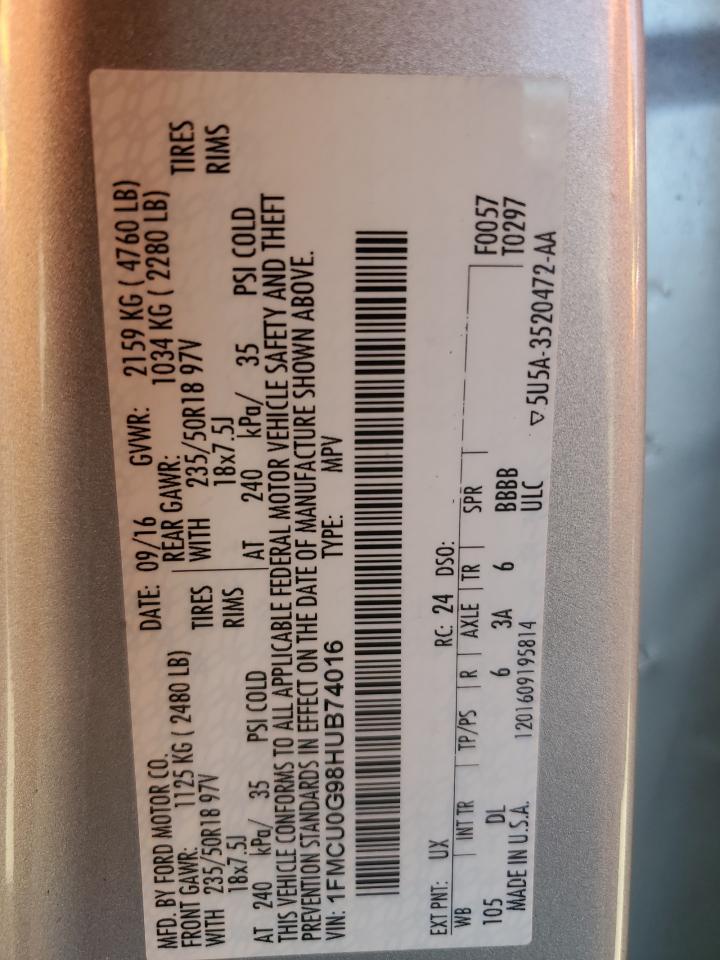 MFD. BY FORD MOTOR CO.
DATE: 09/16 GVWR: 2159 KG ( 4760 LB)
FRONT GAWR: 1125 KG ( 2480 LB) REAR GAWR: 1034 KG ( 2280 LB)
WITH 235/50R18 97V TIRES WITH 235/50R18 97V TIRES
18x7.5J RIMS 18x7.5J RIMS
AT 240 kPa/ 35 PSI COLD AT 240 kPa/ 35 PSI COLD
THIS VEHICLE CONFORMS TO ALL APPLICABLE FEDERAL MOTOR VEHICLE SAFETY AND THEFT
PREVENTION STANDARDS IN EFFECT ON THE DATE OF MANUFACTURE SHOWN ABOVE.
VIN: 1FMCU0G98HUB74016 TYPE: MPV
EXT PNT: UX RC: 24 DSO:
WB INT TR TP/PS R AXLE TR SPR F0057
105 DL 6 3A 6 BBBB T0297
MADE IN U.S.A. 1201609195814 ULC
▽5U5A-3520472-AA